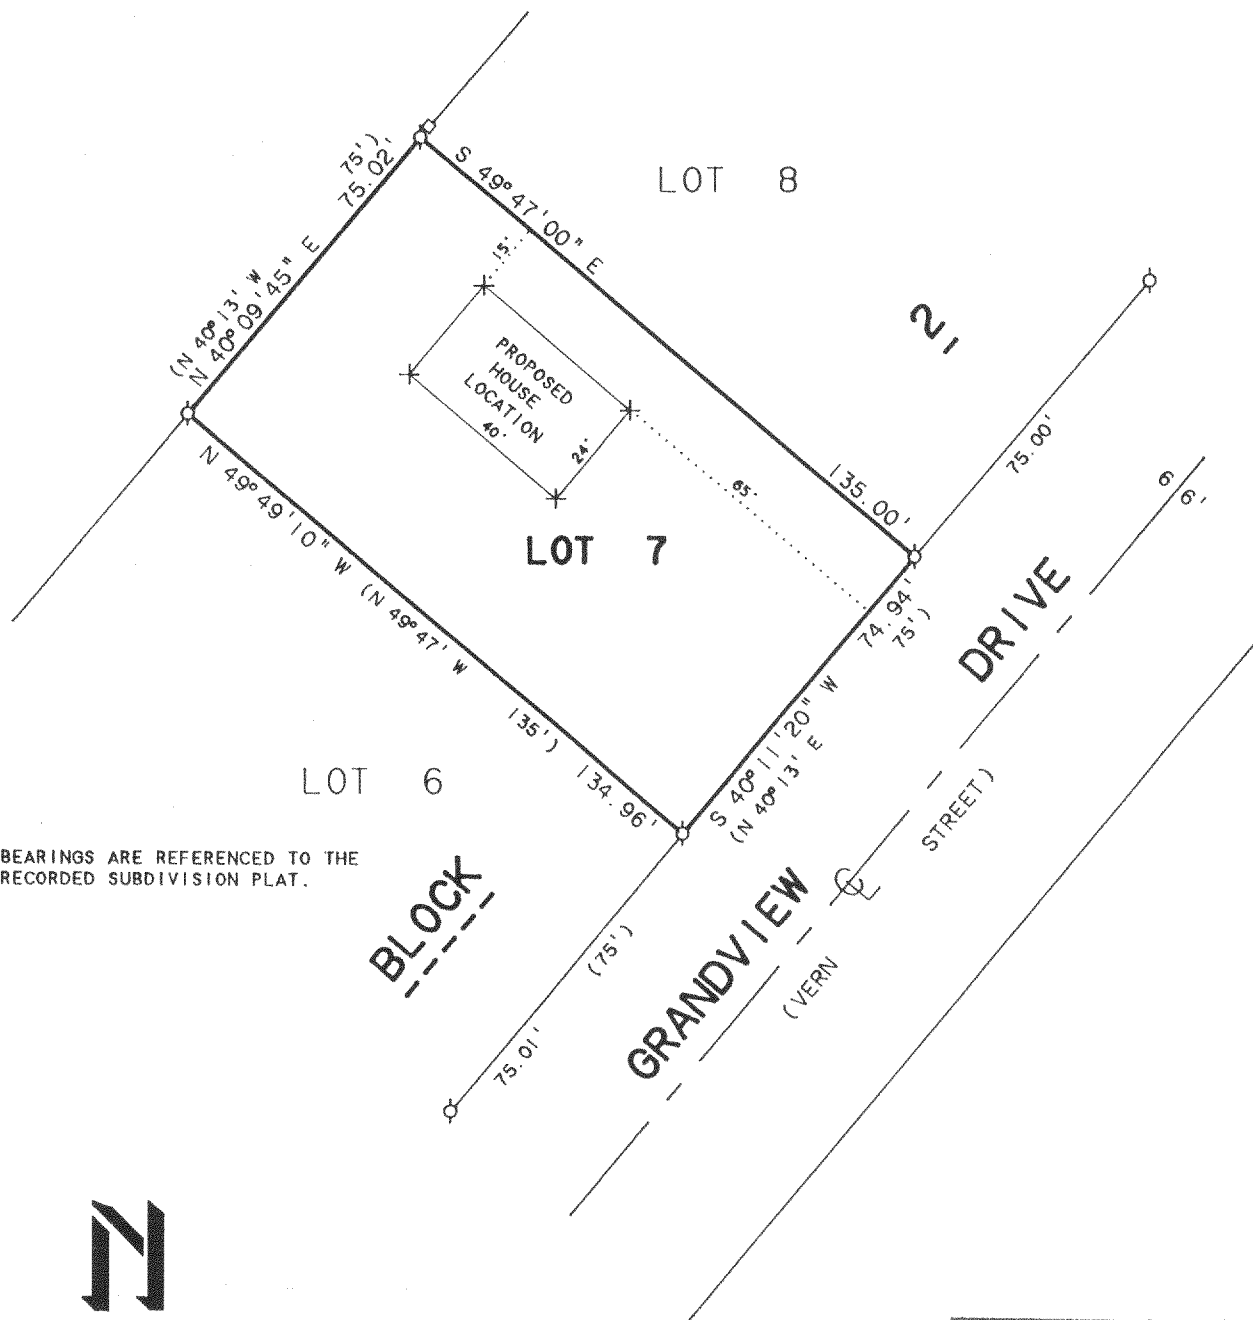 LOT 8
75')
75.02'
(N 40°13' W
N 40°09'45" E
S 49°47'00" E
135.00'
15'
PROPOSED
HOUSE
LOCATION
40'
24'
65'
LOT 7
2,
75.00'
66'
N 49°49'10" W (N 49°47' W 135') 134.96'
74.94'
75')
S 40°11'20" W
(N 40°13' E
LOT 6
BEARINGS ARE REFERENCED TO THE
RECORDED SUBDIVISION PLAT.
BLOCK
(75')
75.01'
GRANDVIEW DRIVE
(VERN STREET)
CL
N